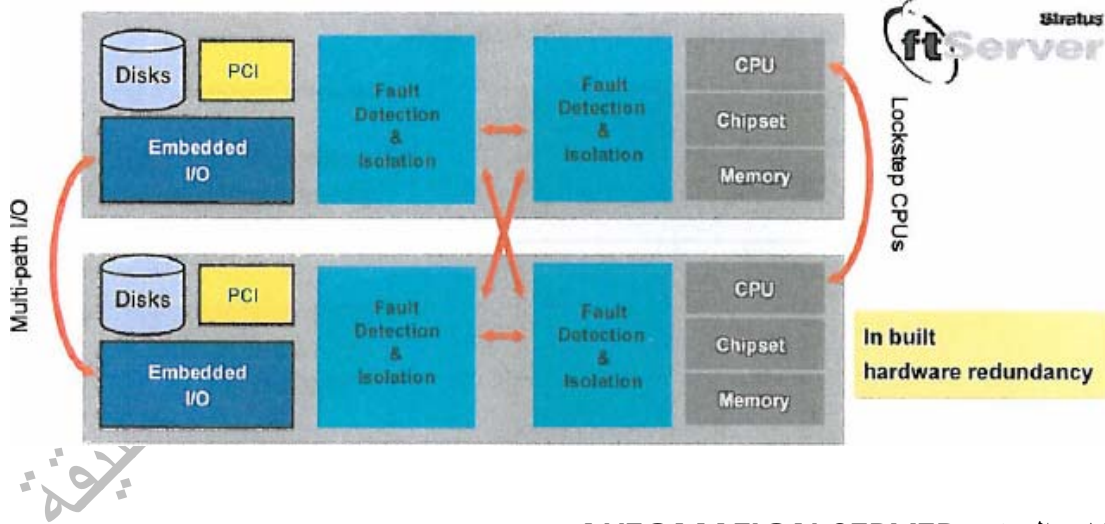 Stratus
ftServer
Disks
PCI
Embedded
I/O
Fault
Detection
&
Isolation
Fault
Detection
&
Isolation
CPU
Chipset
Memory
Multi-path I/O
Lockstep CPUs
Disks
PCI
Embedded
I/O
Fault
Detection
&
Isolation
Fault
Detection
&
Isolation
CPU
Chipset
Memory
In built
hardware redundancy